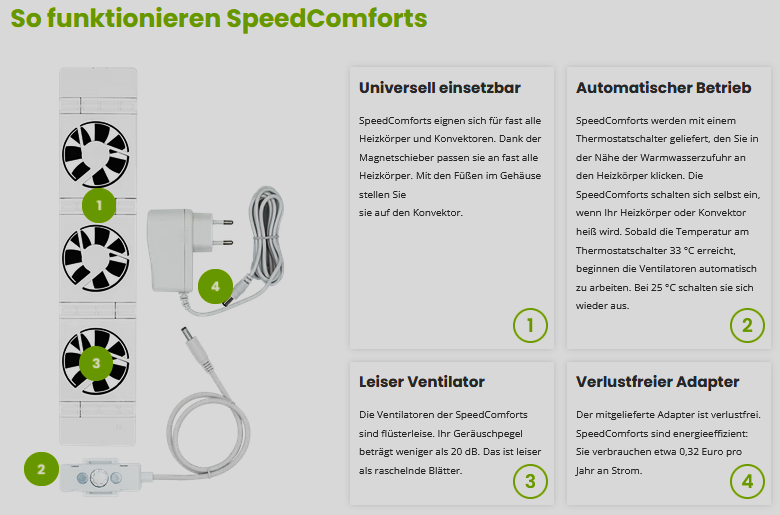 So funktionieren SpeedComforts
1
2
3
4
Universell einsetzbar
SpeedComforts eignen sich für fast alle
Heizkörper und Konvektoren. Dank der
Magnetschieber passen sie an fast alle
Heizkörper. Mit den Füßen im Gehäuse
stellen Sie
sie auf den Konvektor.
1
Automatischer Betrieb
SpeedComforts werden mit einem
Thermostatschalter geliefert, den Sie in
der Nähe der Warmwasserzufuhr an
den Heizkörper klicken. Die
SpeedComforts schalten sich selbst ein,
wenn Ihr Heizkörper oder Konvektor
heiß wird. Sobald die Temperatur am
Thermostatschalter 33 °C erreicht,
beginnen die Ventilatoren automatisch
zu arbeiten. Bei 25 °C schalten sie sich
wieder aus.
2
Leiser Ventilator
Die Ventilatoren der SpeedComforts
sind flüsterleise. Ihr Geräuschpegel
beträgt weniger als 20 dB. Das ist leiser
als raschelnde Blätter.
3
Verlustfreier Adapter
Der mitgelieferte Adapter ist verlustfrei.
SpeedComforts sind energieeffizient:
Sie verbrauchen etwa 0,32 Euro pro
Jahr an Strom.
4